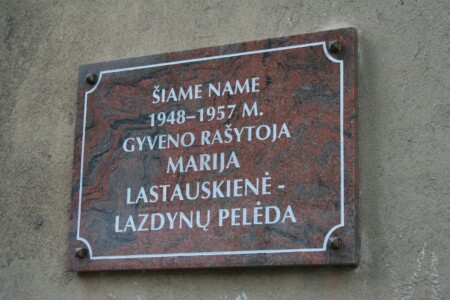 ŠIAME NAME
1948–1957 M.
GYVENO RAŠYTOJA
MARIJA
LASTAUSKIENĖ -
LAZDYNŲ PELĖDA